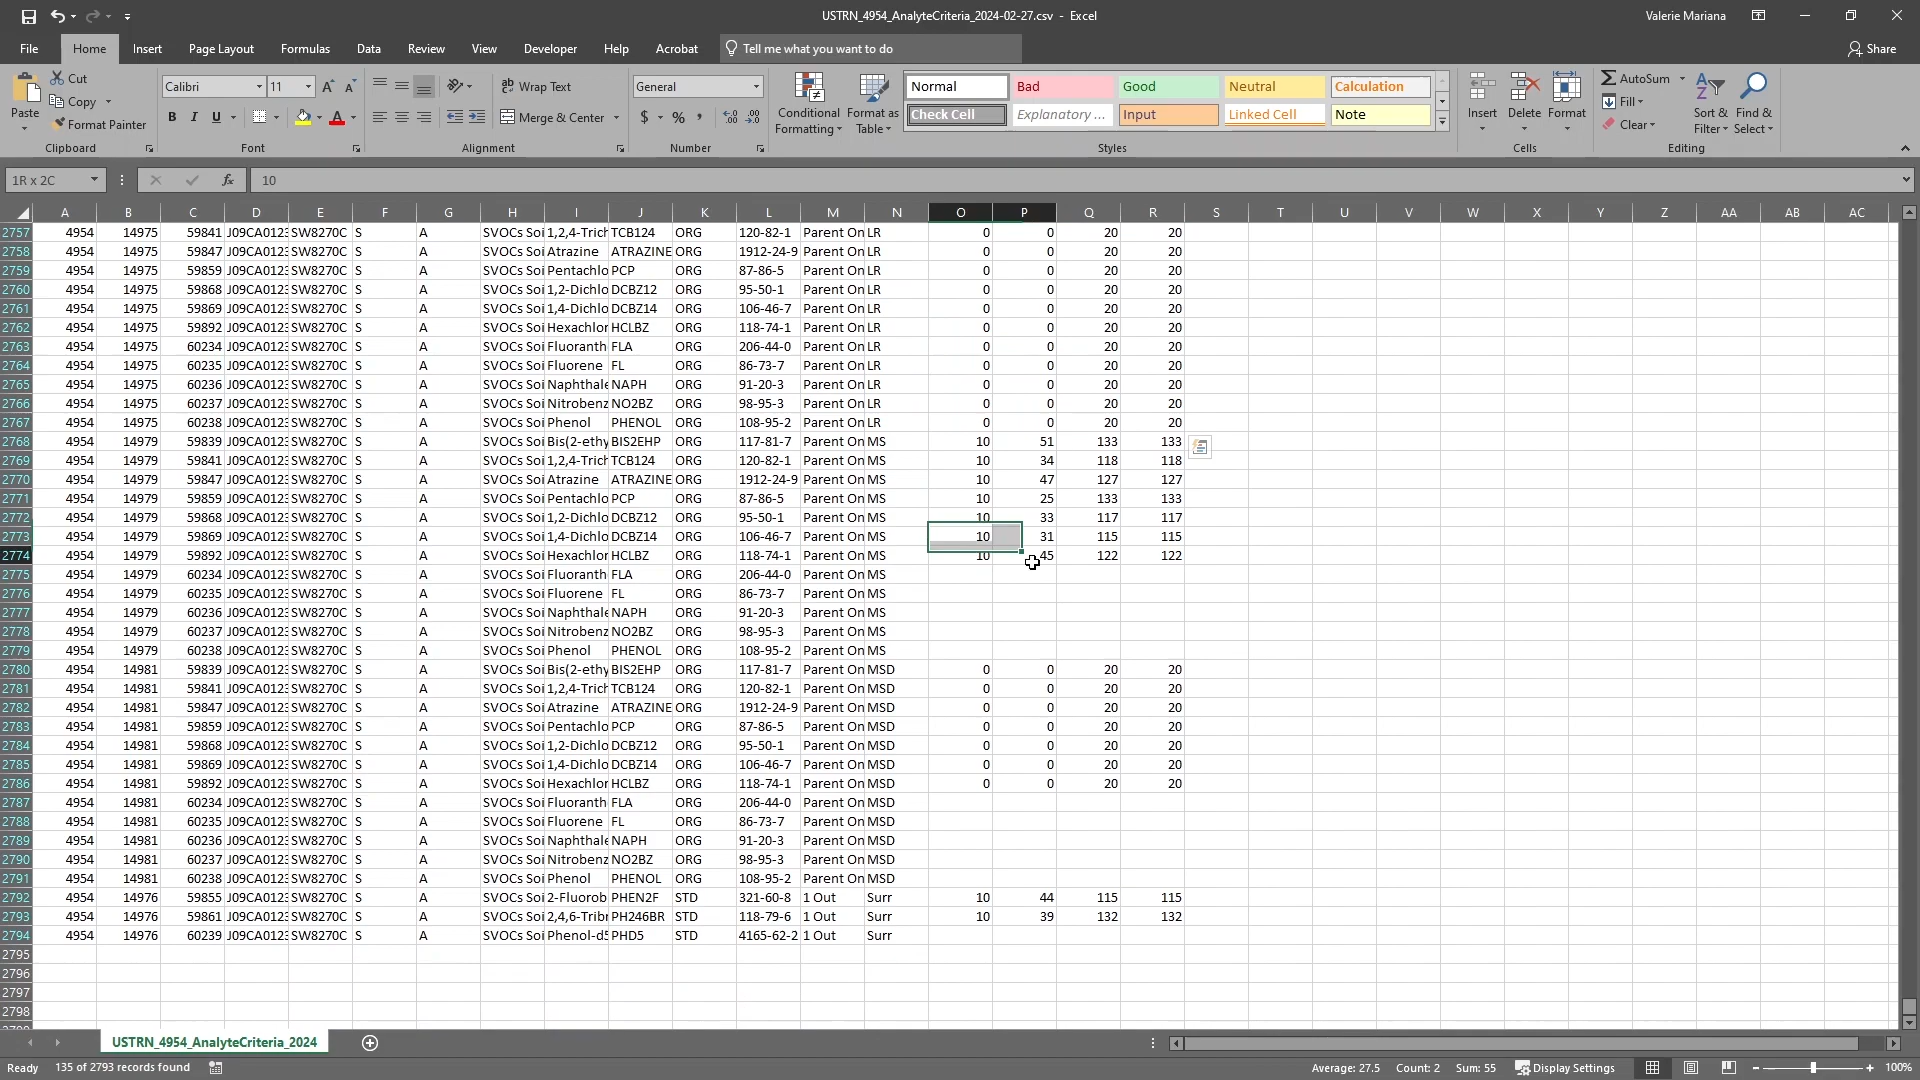 USTRN_4954_AnalyteCriteria_2024-02-27.csv - Excel
Valerie Mariana
File Home Insert Page Layout Formulas Data Review View Developer Help Acrobat Tell me what you want to do Share
Paste Cut Copy Format Painter Clipboard
Calibri 11 A A B I U A Font
Wrap Text Merge & Center Alignment
General $ % , Number
Conditional Formatting Format as Table
Normal Bad Good Neutral Calculation
Check Cell Explanatory ... Input Linked Cell Note
Styles
Insert Delete Format Cells
AutoSum Fill Clear Sort & Filter Find & Select Editing
1R x 2C fx 10
A B C D E F G H I J K L M N O P Q R S T U V W X Y Z AA AB AC
2757 4954 14975 59841 J09CA0123 SW8270C S A SVOCs Soi 1,2,4-Trich TCB124 ORG 120-82-1 Parent On LR 0 0 20 20
2758 4954 14975 59847 J09CA0123 SW8270C S A SVOCs Soi Atrazine ATRAZINE ORG 1912-24-9 Parent On LR 0 0 20 20
2759 4954 14975 59859 J09CA0123 SW8270C S A SVOCs Soi Pentachlo PCP ORG 87-86-5 Parent On LR 0 0 20 20
2760 4954 14975 59868 J09CA0123 SW8270C S A SVOCs Soi 1,2-Dichlo DCBZ12 ORG 95-50-1 Parent On LR 0 0 20 20
2761 4954 14975 59869 J09CA0123 SW8270C S A SVOCs Soi 1,4-Dichlo DCBZ14 ORG 106-46-7 Parent On LR 0 0 20 20
2762 4954 14975 59892 J09CA0123 SW8270C S A SVOCs Soi Hexachlor HCLBZ ORG 118-74-1 Parent On LR 0 0 20 20
2763 4954 14975 60234 J09CA0123 SW8270C S A SVOCs Soi Fluoranth FLA ORG 206-44-0 Parent On LR 0 0 20 20
2764 4954 14975 60235 J09CA0123 SW8270C S A SVOCs Soi Fluorene FL ORG 86-73-7 Parent On LR 0 0 20 20
2765 4954 14975 60236 J09CA0123 SW8270C S A SVOCs Soi Naphthale NAPH ORG 91-20-3 Parent On LR 0 0 20 20
2766 4954 14975 60237 J09CA0123 SW8270C S A SVOCs Soi Nitrobenz NO2BZ ORG 98-95-3 Parent On LR 0 0 20 20
2767 4954 14975 60238 J09CA0123 SW8270C S A SVOCs Soi Phenol PHENOL ORG 108-95-2 Parent On LR 0 0 20 20
2768 4954 14979 59839 J09CA0123 SW8270C S A SVOCs Soi Bis(2-ethy BIS2EHP ORG 117-81-7 Parent On MS 10 51 133 133
2769 4954 14979 59841 J09CA0123 SW8270C S A SVOCs Soi 1,2,4-Trich TCB124 ORG 120-82-1 Parent On MS 10 34 118 118
2770 4954 14979 59847 J09CA0123 SW8270C S A SVOCs Soi Atrazine ATRAZINE ORG 1912-24-9 Parent On MS 10 47 127 127
2771 4954 14979 59859 J09CA0123 SW8270C S A SVOCs Soi Pentachlo PCP ORG 87-86-5 Parent On MS 10 25 133 133
2772 4954 14979 59868 J09CA0123 SW8270C S A SVOCs Soi 1,2-Dichlo DCBZ12 ORG 95-50-1 Parent On MS 10 33 117 117
2773 4954 14979 59869 J09CA0123 SW8270C S A SVOCs Soi 1,4-Dichlo DCBZ14 ORG 106-46-7 Parent On MS 10 31 115 115
2774 4954 14979 59892 J09CA0123 SW8270C S A SVOCs Soi Hexachlor HCLBZ ORG 118-74-1 Parent On MS 10 45 122 122
2775 4954 14979 60234 J09CA0123 SW8270C S A SVOCs Soi Fluoranth FLA ORG 206-44-0 Parent On MS
2776 4954 14979 60235 J09CA0123 SW8270C S A SVOCs Soi Fluorene FL ORG 86-73-7 Parent On MS
2777 4954 14979 60236 J09CA0123 SW8270C S A SVOCs Soi Naphthale NAPH ORG 91-20-3 Parent On MS
2778 4954 14979 60237 J09CA0123 SW8270C S A SVOCs Soi Nitrobenz NO2BZ ORG 98-95-3 Parent On MS
2779 4954 14979 60238 J09CA0123 SW8270C S A SVOCs Soi Phenol PHENOL ORG 108-95-2 Parent On MS
2780 4954 14981 59839 J09CA0123 SW8270C S A SVOCs Soi Bis(2-ethy BIS2EHP ORG 117-81-7 Parent On MSD 0 0 20 20
2781 4954 14981 59841 J09CA0123 SW8270C S A SVOCs Soi 1,2,4-Trich TCB124 ORG 120-82-1 Parent On MSD 0 0 20 20
2782 4954 14981 59847 J09CA0123 SW8270C S A SVOCs Soi Atrazine ATRAZINE ORG 1912-24-9 Parent On MSD 0 0 20 20
2783 4954 14981 59859 J09CA0123 SW8270C S A SVOCs Soi Pentachlo PCP ORG 87-86-5 Parent On MSD 0 0 20 20
2784 4954 14981 59868 J09CA0123 SW8270C S A SVOCs Soi 1,2-Dichlo DCBZ12 ORG 95-50-1 Parent On MSD 0 0 20 20
2785 4954 14981 59869 J09CA0123 SW8270C S A SVOCs Soi 1,4-Dichlo DCBZ14 ORG 106-46-7 Parent On MSD 0 0 20 20
2786 4954 14981 59892 J09CA0123 SW8270C S A SVOCs Soi Hexachlor HCLBZ ORG 118-74-1 Parent On MSD 0 0 20 20
2787 4954 14981 60234 J09CA0123 SW8270C S A SVOCs Soi Fluoranth FLA ORG 206-44-0 Parent On MSD
2788 4954 14981 60235 J09CA0123 SW8270C S A SVOCs Soi Fluorene FL ORG 86-73-7 Parent On MSD
2789 4954 14981 60236 J09CA0123 SW8270C S A SVOCs Soi Naphthale NAPH ORG 91-20-3 Parent On MSD
2790 4954 14981 60237 J09CA0123 SW8270C S A SVOCs Soi Nitrobenz NO2BZ ORG 98-95-3 Parent On MSD
2791 4954 14981 60238 J09CA0123 SW8270C S A SVOCs Soi Phenol PHENOL ORG 108-95-2 Parent On MSD
2792 4954 14976 59855 J09CA0123 SW8270C S A SVOCs Soi 2-Fluorob PHEN2F STD 321-60-8 1 Out Surr 10 44 115 115
2793 4954 14976 59861 J09CA0123 SW8270C S A SVOCs Soi 2,4,6-Tribr PH246BR STD 118-79-6 1 Out Surr 10 39 132 132
2794 4954 14976 60239 J09CA0123 SW8270C S A SVOCs Soi Phenol-d5 PHD5 STD 4165-62-2 1 Out Surr
2795
2796
2797
2798
USTRN_4954_AnalyteCriteria_2024
Ready 135 of 2793 records found Average: 27.5 Count: 2 Sum: 55 Display Settings 100%